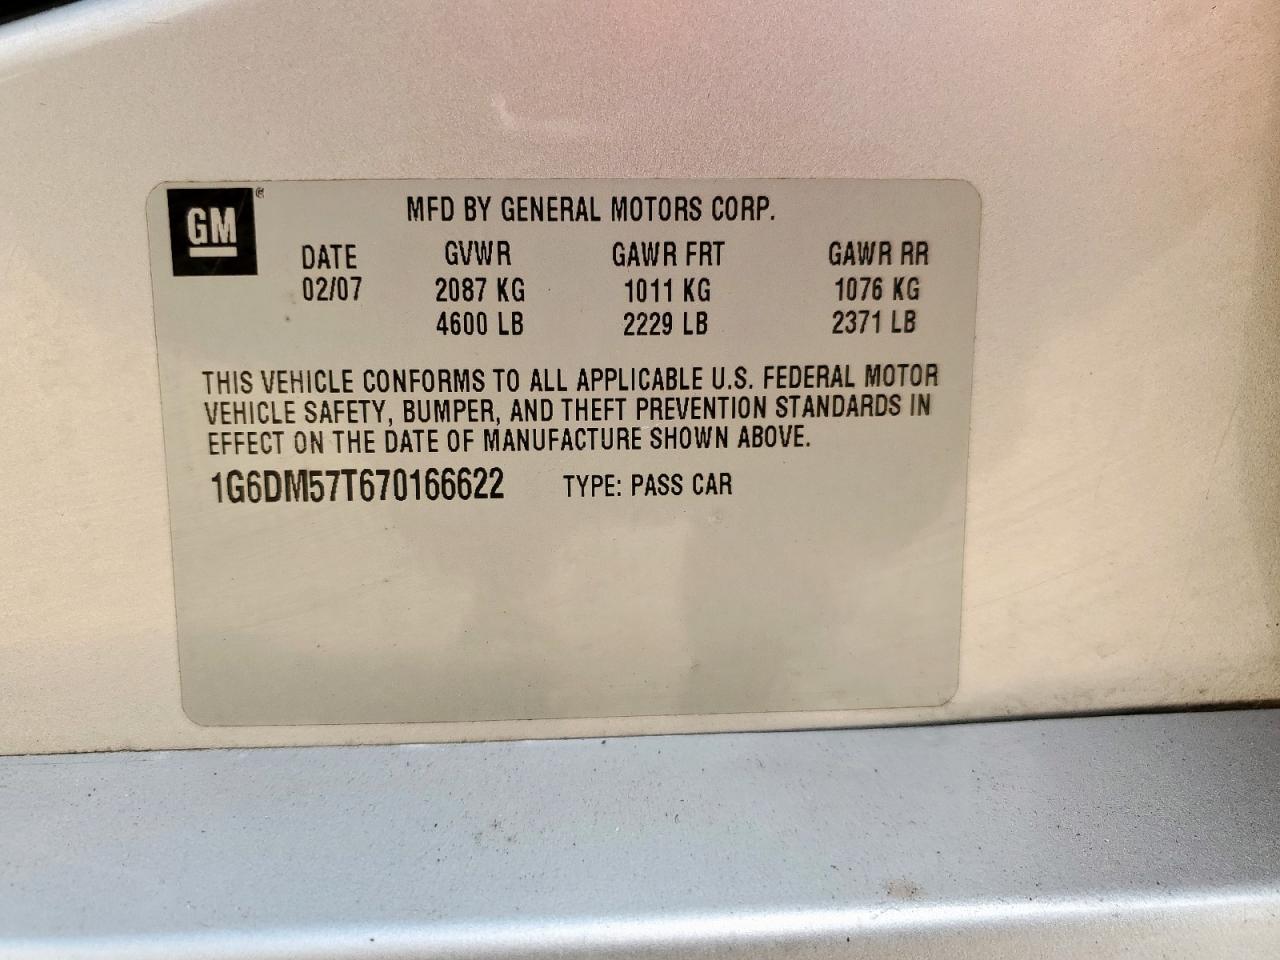 GM®
MFD BY GENERAL MOTORS CORP.
DATE GVWR GAWR FRT GAWR RR
02/07 2087 KG 1011 KG 1076 KG
4600 LB 2229 LB 2371 LB
THIS VEHICLE CONFORMS TO ALL APPLICABLE U.S. FEDERAL MOTOR
VEHICLE SAFETY, BUMPER, AND THEFT PREVENTION STANDARDS IN
EFFECT ON THE DATE OF MANUFACTURE SHOWN ABOVE.
1G6DM57T670166622 TYPE: PASS CAR